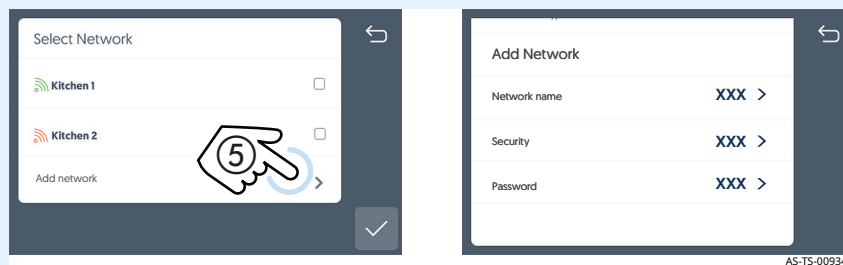 Select Network
Kitchen 1
Kitchen 2
Add network >
5
Add Network
Network name XXX >
Security XXX >
Password XXX >
AS-TS-00934